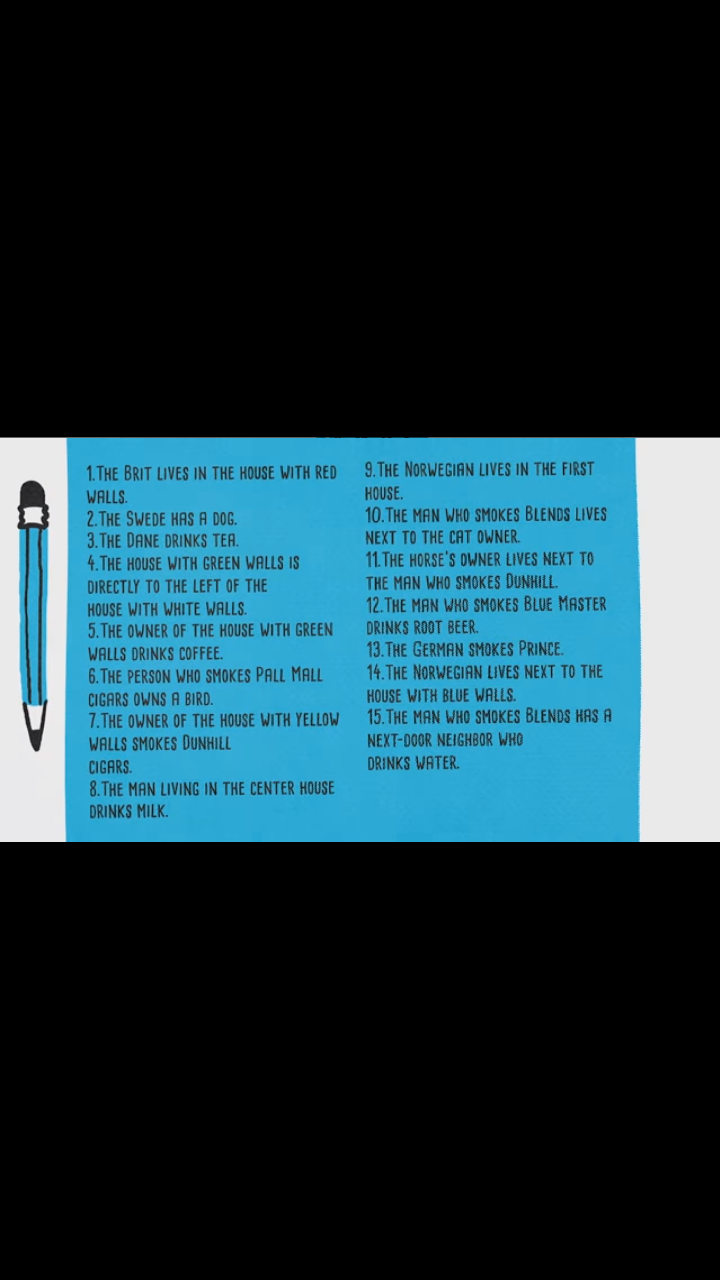 1.THE BRIT LIVES IN THE HOUSE WITH RED
WALLS.
2.THE SWEDE HAS A DOG.
3.THE DANE DRINKS TEA.
4.THE HOUSE WITH GREEN WALLS IS
DIRECTLY TO THE LEFT OF THE
HOUSE WITH WHITE WALLS.
5.THE OWNER OF THE HOUSE WITH GREEN
WALLS DRINKS COFFEE.
6.THE PERSON WHO SMOKES PALL MALL
CIGARS OWNS A BIRD.
7.THE OWNER OF THE HOUSE WITH YELLOW
WALLS SMOKES DUNHILL
CIGARS.
8.THE MAN LIVING IN THE CENTER HOUSE
DRINKS MILK.
9.THE NORWEGIAN LIVES IN THE FIRST
HOUSE.
10.THE MAN WHO SMOKES BLENDS LIVES
NEXT TO THE CAT OWNER.
11.THE HORSE'S OWNER LIVES NEXT TO
THE MAN WHO SMOKES DUNHILL.
12.THE MAN WHO SMOKES BLUE MASTER
DRINKS ROOT BEER.
13.THE GERMAN SMOKES PRINCE.
14.THE NORWEGIAN LIVES NEXT TO THE
HOUSE WITH BLUE WALLS.
15.THE MAN WHO SMOKES BLENDS HAS A
NEXT-DOOR NEIGHBOR WHO
DRINKS WATER.